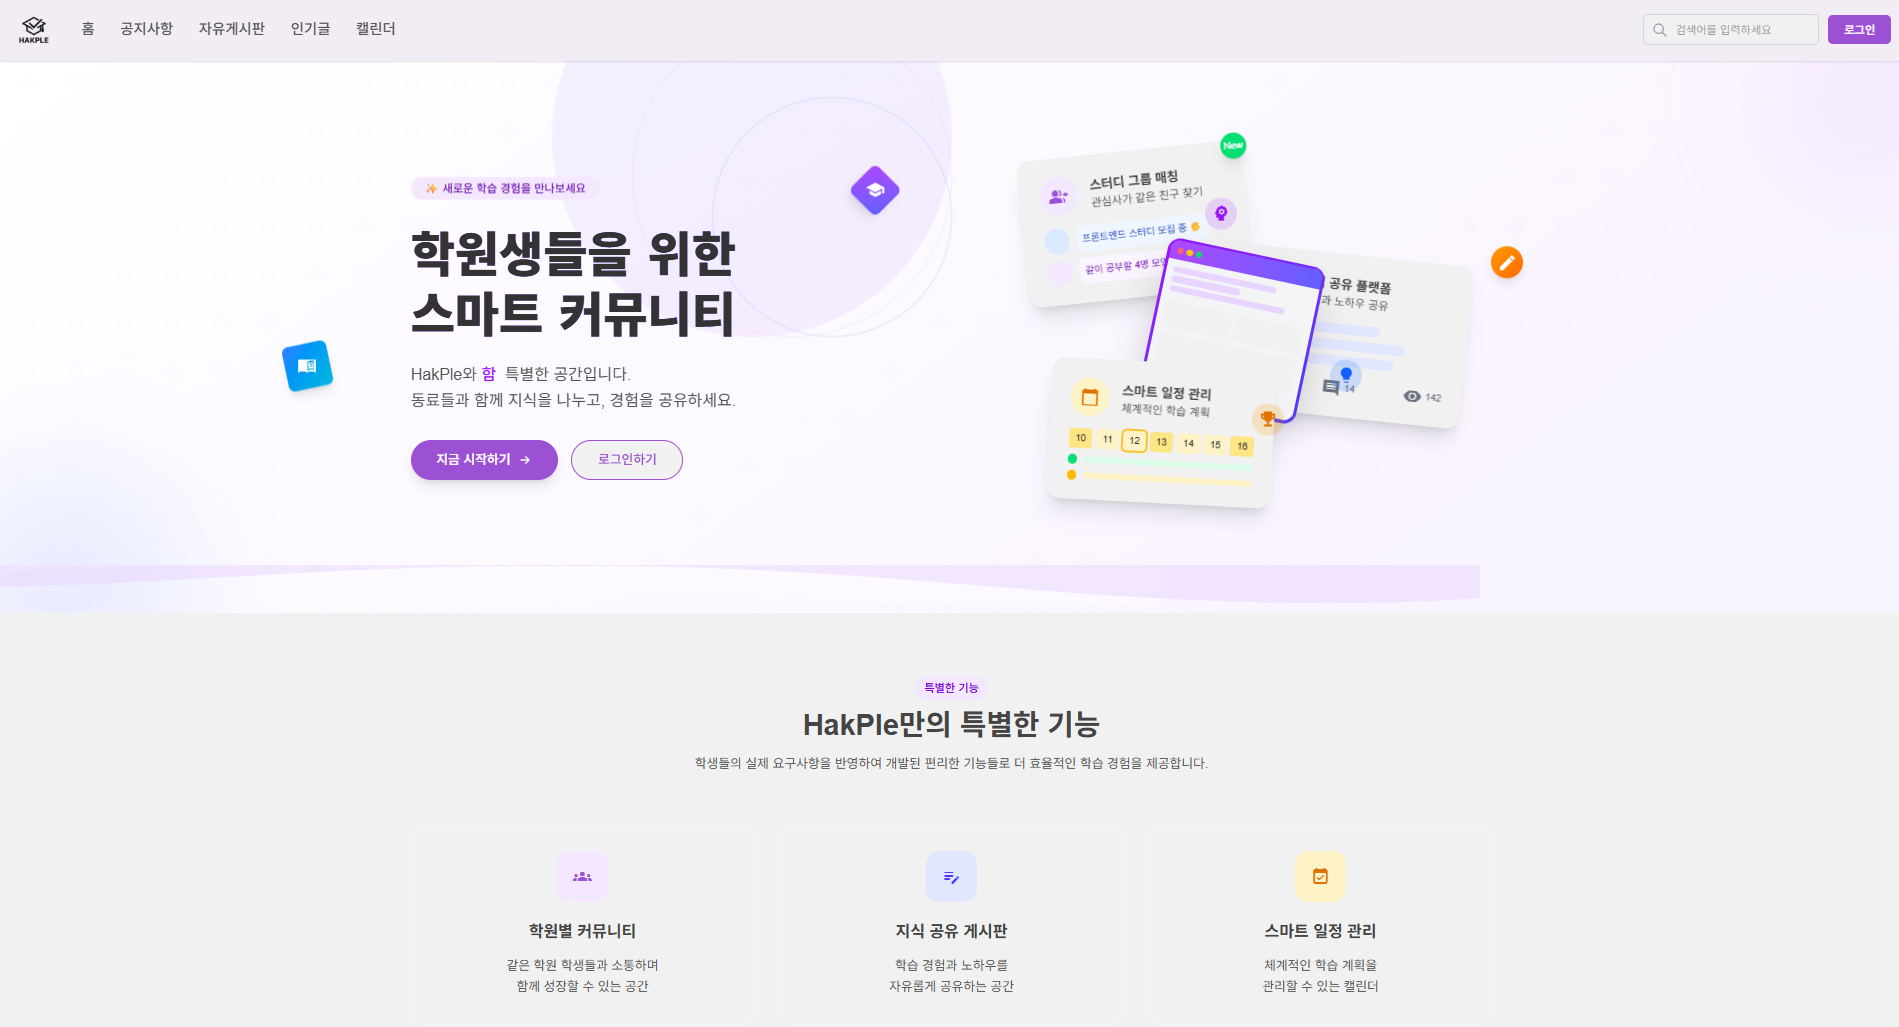 HAKPLE
홈
공지사항
자유게시판
인기글
캘린더
검색어를 입력하세요
로그인
✨ 새로운 학습 경험을 만나보세요
학원생들을 위한
스마트 커뮤니티
HakPle와 함 특별한 공간입니다.
동료들과 함께 지식을 나누고, 경험을 공유하세요.
지금 시작하기 →
로그인하기
New
스터디 그룹 매칭
관심사가 같은 친구 찾기
프론트엔드 스터디 모집 중
같이 공부할 4명 모
공유 플랫폼
과 노하우 공유
14
142
스마트 일정 관리
체계적인 학습 계획
10 11 12 13 14 15 16
특별한 기능
HakPle만의 특별한 기능
학생들의 실제 요구사항을 반영하여 개발된 편리한 기능들로 더 효율적인 학습 경험을 제공합니다.
학원별 커뮤니티
같은 학원 학생들과 소통하며
함께 성장할 수 있는 공간
지식 공유 게시판
학습 경험과 노하우를
자유롭게 공유하는 공간
스마트 일정 관리
체계적인 학습 계획을
관리할 수 있는 캘린더